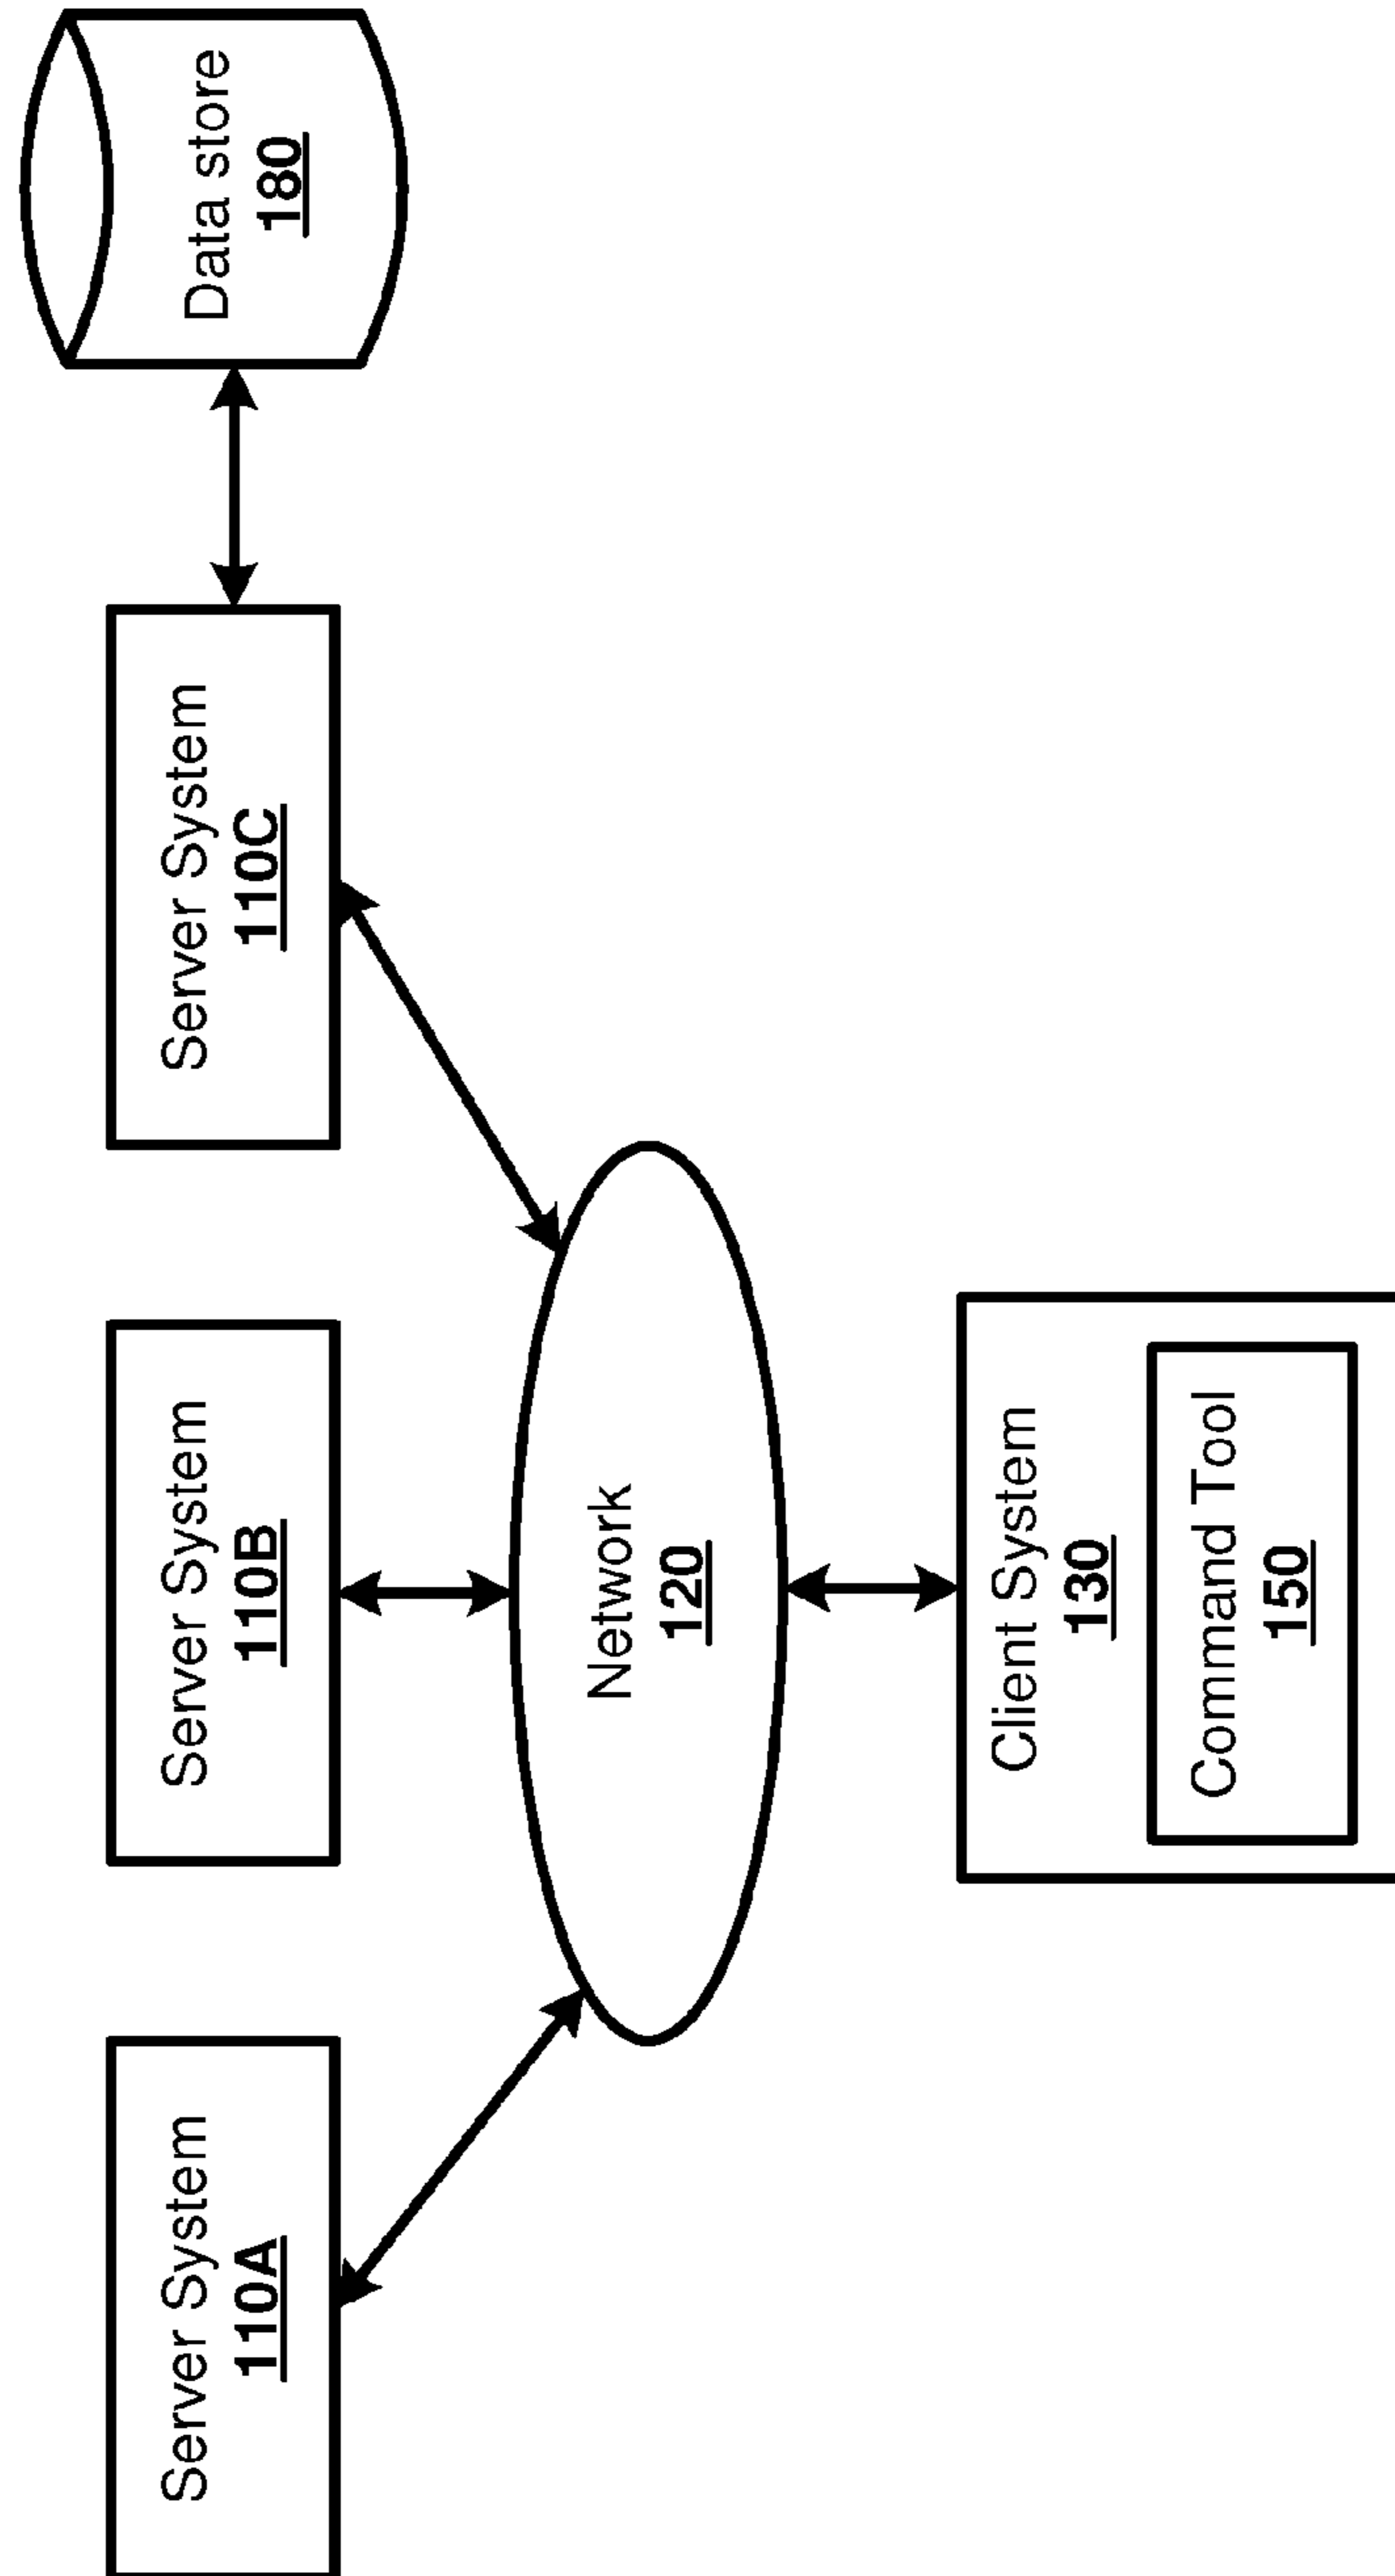 Server System
110A
Server System
110B
Server System
110C
Data store
180
Network
120
Client System
130
Command Tool
150